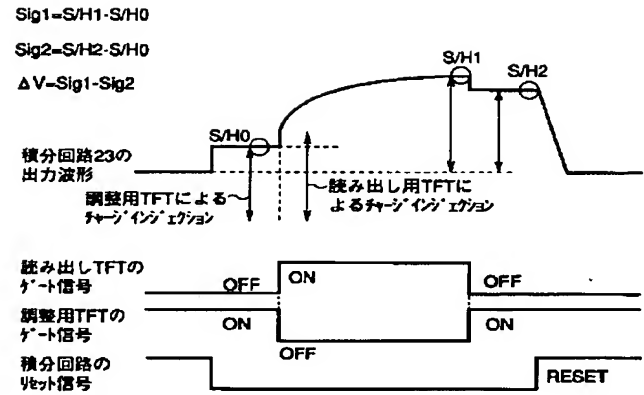 Sig1=S/H1-S/H0
Sig2=S/H2-S/H0
ΔV=Sig1-Sig2
S/H1
S/H2
S/H0
積分回路23の
出力波形
調整用TFTによる
ﾁｬｰｼﾞｲﾝｼﾞｪｸｼｮﾝ
読み出し用TFTに
よるﾁｬｰｼﾞｲﾝｼﾞｪｸｼｮﾝ
読み出しTFTの
ｹﾞｰﾄ信号
OFF
ON
OFF
調整用TFTの
ｹﾞｰﾄ信号
ON
OFF
ON
積分回路の
ﾘｾｯﾄ信号
RESET